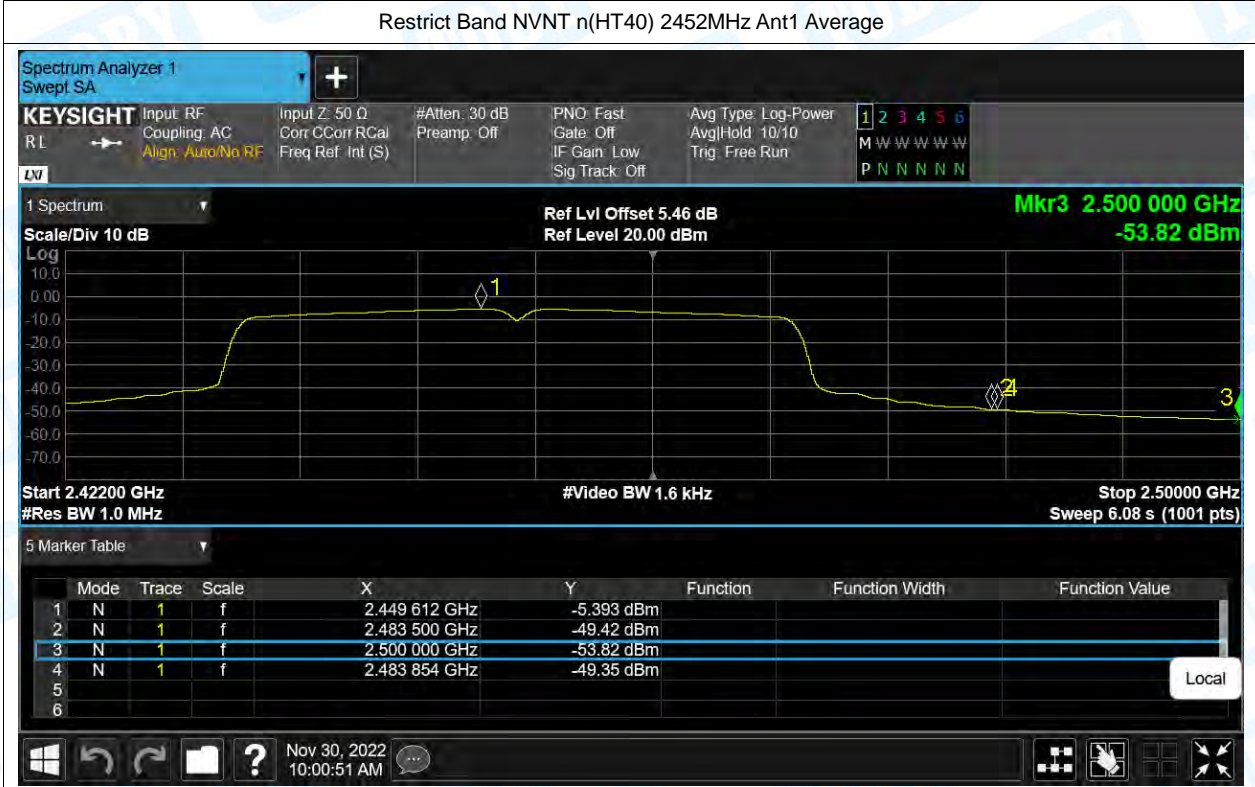 Restrict Band NVNT n(HT40) 2452MHz Ant1 Average
Spectrum Analyzer 1
Swept SA
KEYSIGHT
RL
LXI
Input: RF
Coupling: AC
Align: Auto/No RF
Input Z: 50 Ω
Corr CCorr RCal
Freq Ref: Int (S)
#Atten: 30 dB
Preamp: Off
PNO: Fast
Gate: Off
IF Gain: Low
Sig Track: Off
Avg Type: Log-Power
Avg|Hold: 10/10
Trig: Free Run
1 2 3 4 5 6
M W W W W W
P N N N N N
1 Spectrum
Scale/Div 10 dB
Ref Lvl Offset 5.46 dB
Ref Level 20.00 dBm
Mkr3 2.500 000 GHz
-53.82 dBm
Log
10.0
0.00
-10.0
-20.0
-30.0
-40.0
-50.0
-60.0
-70.0
1
2
4
3
Start 2.42200 GHz
#Res BW 1.0 MHz
#Video BW 1.6 kHz
Stop 2.50000 GHz
Sweep 6.08 s (1001 pts)
5 Marker Table
Mode Trace Scale X Y Function Function Width Function Value
1 N 1 f 2.449 612 GHz -5.393 dBm
2 N 1 f 2.483 500 GHz -49.42 dBm
3 N 1 f 2.500 000 GHz -53.82 dBm
4 N 1 f 2.483 854 GHz -49.35 dBm
5
6
Local
Nov 30, 2022
10:00:51 AM